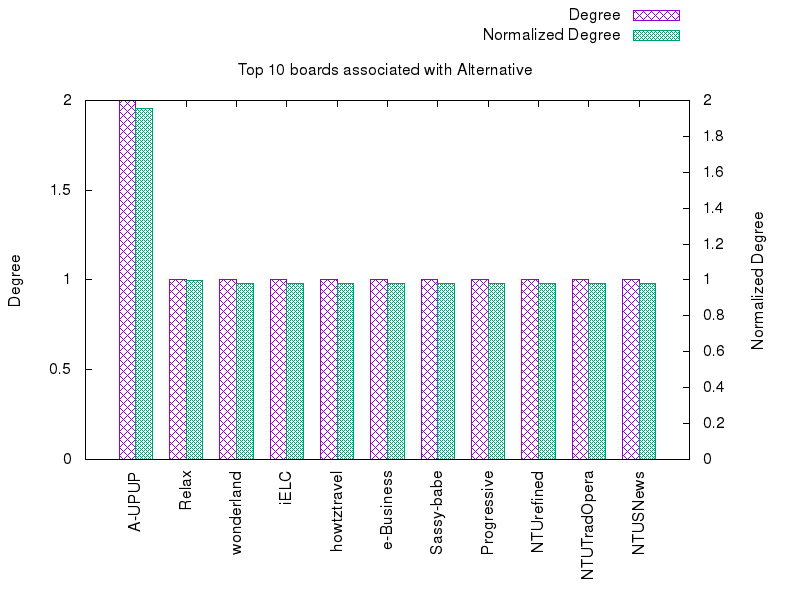 Degree
Normalized Degree
Top 10 boards associated with Alternative
2
1.5
1
0.5
0
2
1.8
1.6
1.4
1.2
1
0.8
0.6
0.4
0.2
0
Degree
Normalized Degree
A-UPUP
Relax
wonderland
iELC
howtztravel
e-Business
Sassy-babe
Progressive
NTUrefined
NTUTradOpera
NTUSNews